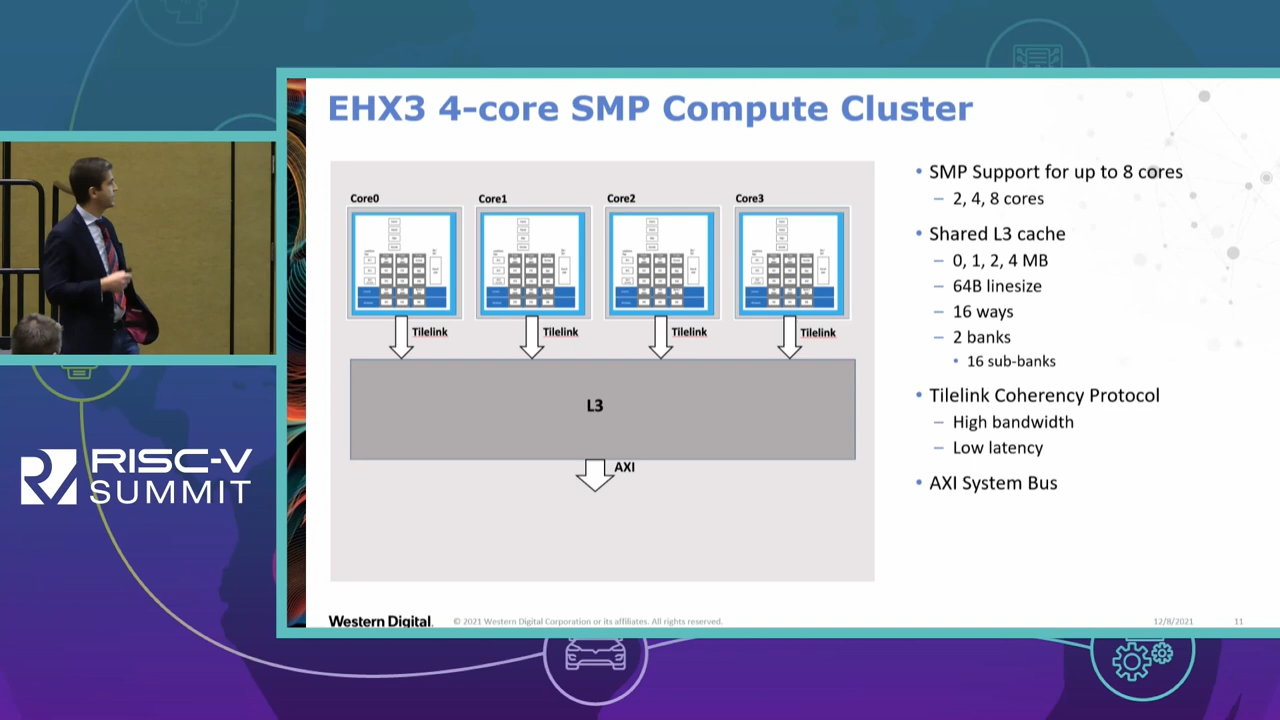 EHX3 4-core SMP Compute Cluster
Core0
Core1
Core2
Core3
Tilelink
Tilelink
Tilelink
Tilelink
L3
AXI
• SMP Support for up to 8 cores
– 2, 4, 8 cores
• Shared L3 cache
– 0, 1, 2, 4 MB
– 64B linesize
– 16 ways
– 2 banks
• 16 sub-banks
• Tilelink Coherency Protocol
– High bandwidth
– Low latency
• AXI System Bus
RISC-V
SUMMIT
Western Digital.
© 2021 Western Digital Corporation or its affiliates. All rights reserved.
12/8/2021
11